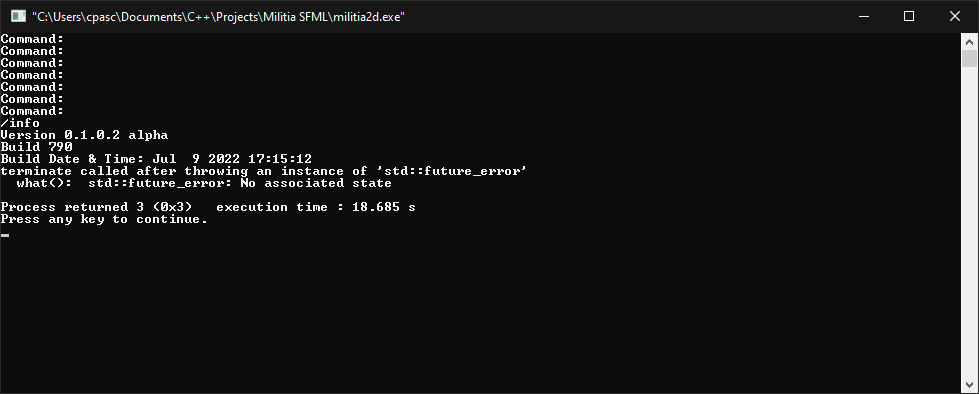 "C:\Users\cpasc\Documents\C++\Projects\Militia SFML\militia2d.exe"
Command:
Command:
Command:
Command:
Command:
Command:
Command:
/info
Version 0.1.0.2 alpha
Build 790
Build Date & Time: Jul  9 2022 17:15:12
terminate called after throwing an instance of 'std::future_error'
  what():  std::future_error: No associated state

Process returned 3 (0x3)   execution time : 18.685 s
Press any key to continue.